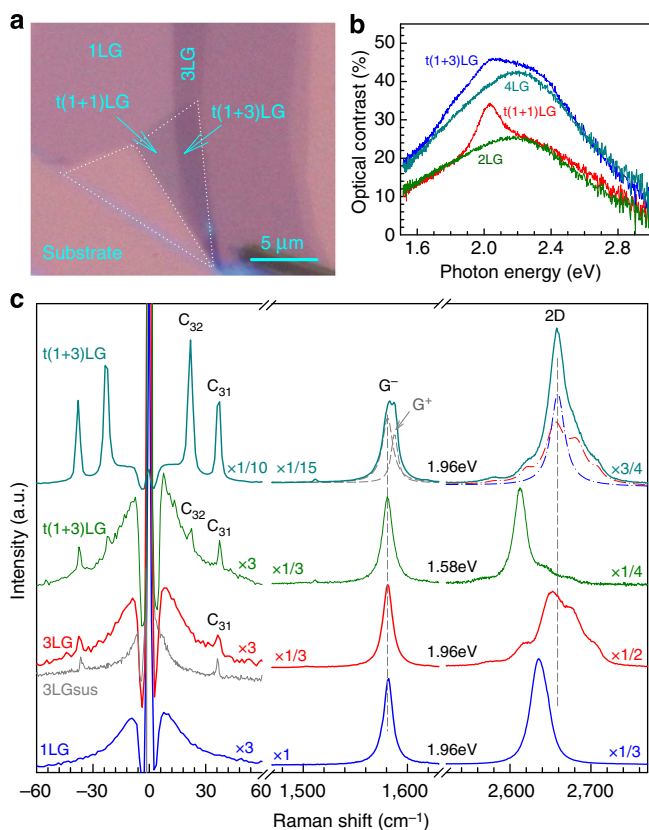 a
1LG
3LG
t(1+1)LG
t(1+3)LG
Substrate
5 μm
b
50
40
30
20
10
0
Optical contrast (%)
t(1+3)LG
4LG
t(1+1)LG
2LG
1.6
2.0
2.4
2.8
Photon energy (eV)
c
t(1+3)LG
C32
C31
×1/10
G−
G+
×1/15
1.96eV
2D
×3/4
t(1+3)LG
C32
C31
×3
×1/3
1.58eV
×1/4
3LG
C31
×3
×1/3
1.96eV
×1/2
3LGsus
1LG
×3
×1
1.96eV
×1/3
Intensity (a.u.)
−60
−30
0
30
60
1,500
1,600
2,600
2,700
Raman shift (cm−1)